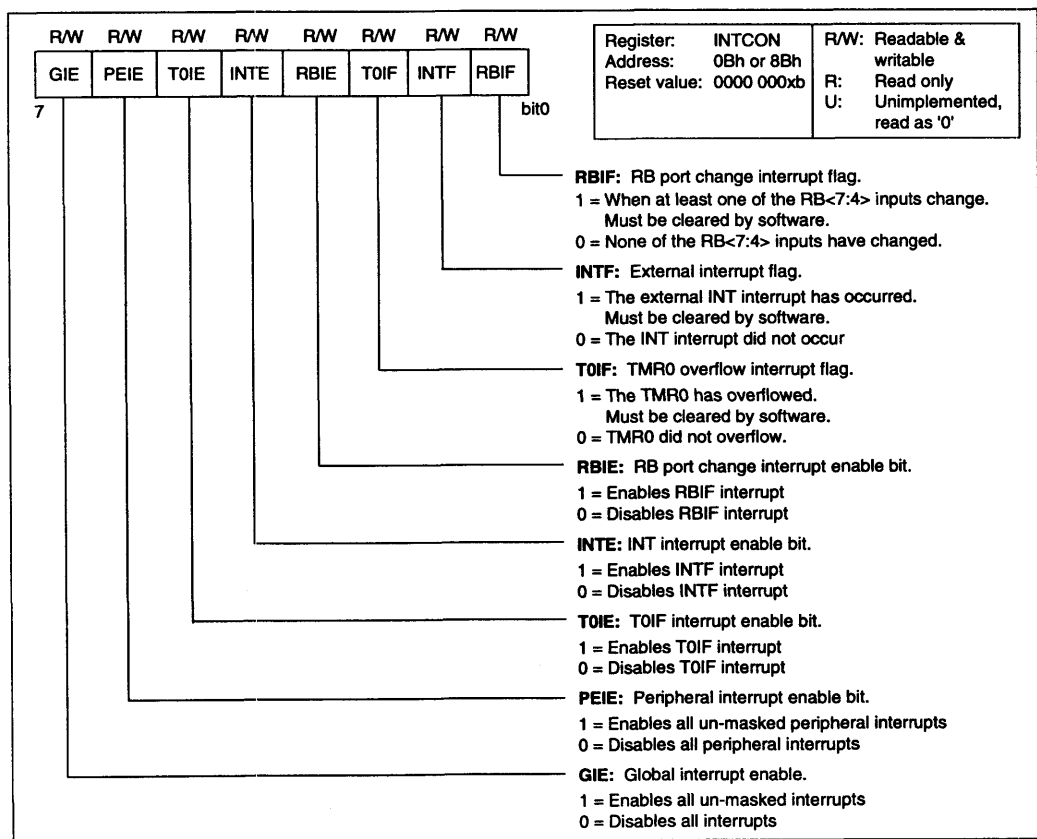 R/W R/W R/W R/W R/W R/W R/W R/W
GIE PEIE T0IE INTE RBIE T0IF INTF RBIF
7 bit0
Register: INTCON
Address: 0Bh or 8Bh
Reset value: 0000 000xb
R/W: Readable &
writable
R: Read only
U: Unimplemented,
read as '0'
RBIF: RB port change interrupt flag.
1 = When at least one of the RB<7:4> inputs change.
Must be cleared by software.
0 = None of the RB<7:4> inputs have changed.
INTF: External interrupt flag.
1 = The external INT interrupt has occurred.
Must be cleared by software.
0 = The INT interrupt did not occur
T0IF: TMR0 overflow interrupt flag.
1 = The TMR0 has overflowed.
Must be cleared by software.
0 = TMR0 did not overflow.
RBIE: RB port change interrupt enable bit.
1 = Enables RBIF interrupt
0 = Disables RBIF interrupt
INTE: INT interrupt enable bit.
1 = Enables INTF interrupt
0 = Disables INTF interrupt
T0IE: T0IF interrupt enable bit.
1 = Enables T0IF interrupt
0 = Disables T0IF interrupt
PEIE: Peripheral interrupt enable bit.
1 = Enables all un-masked peripheral interrupts
0 = Disables all peripheral interrupts
GIE: Global interrupt enable.
1 = Enables all un-masked interrupts
0 = Disables all interrupts